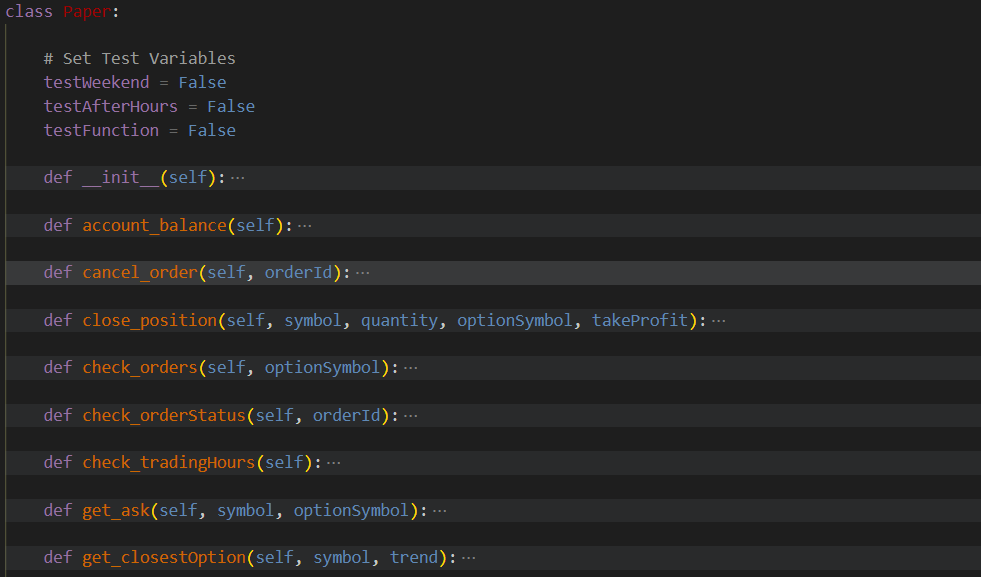 class Paper:
# Set Test Variables
testWeekend = False
testAfterHours = False
testFunction = False
def __init__(self):···
def account_balance(self):···
def cancel_order(self, orderId):···
def close_position(self, symbol, quantity, optionSymbol, takeProfit):···
def check_orders(self, optionSymbol):···
def check_orderStatus(self, orderId):···
def check_tradingHours(self):···
def get_ask(self, symbol, optionSymbol):···
def get_closestOption(self, symbol, trend):···